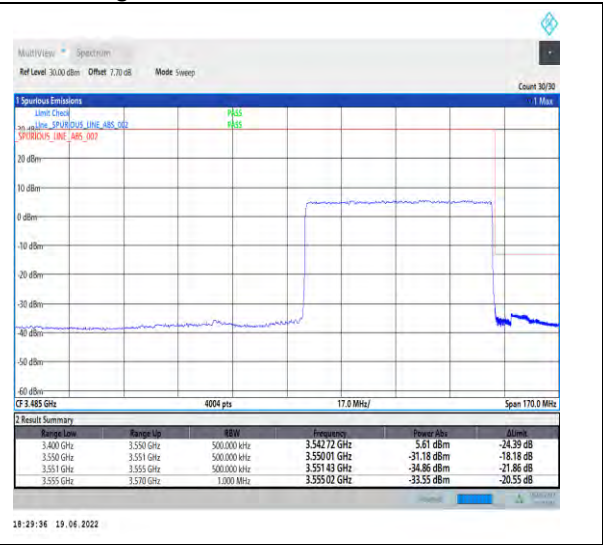 MultiView Spectrum
Ref Level 30.00 dBm Offset 7.70 dB Mode Sweep
Count 30/30
1 Spurious Emissions 1 Max
Limit Check PASS
Line_SPURIOUS_LINE_ABS_002 PASS
_SPURIOUS_LINE_ABS_002
20 dBm
10 dBm
0 dBm
-10 dBm
-20 dBm
-30 dBm
-40 dBm
-50 dBm
-60 dBm
CF 3.485 GHz 4004 pts 17.0 MHz/ Span 170.0 MHz
2 Result Summary
Range Low Range Up RBW Frequency Power Abs ΔLimit
3.400 GHz 3.550 GHz 500.000 kHz 3.54272 GHz 5.61 dBm -24.39 dB
3.550 GHz 3.551 GHz 500.000 kHz 3.55001 GHz -31.18 dBm -18.18 dB
3.551 GHz 3.555 GHz 500.000 kHz 3.55143 GHz -34.86 dBm -21.86 dB
3.555 GHz 3.570 GHz 1.000 MHz 3.55502 GHz -33.55 dBm -20.55 dB
18:29:36 19.06.2022